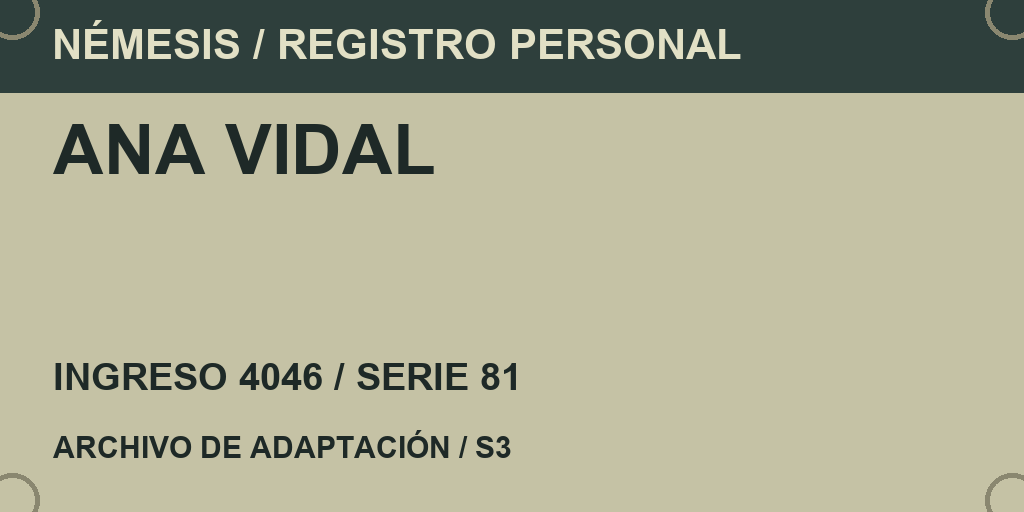 NÉMESIS / REGISTRO PERSONAL
ANA VIDAL
INGRESO 4046 / SERIE 81
ARCHIVO DE ADAPTACIÓN / S3